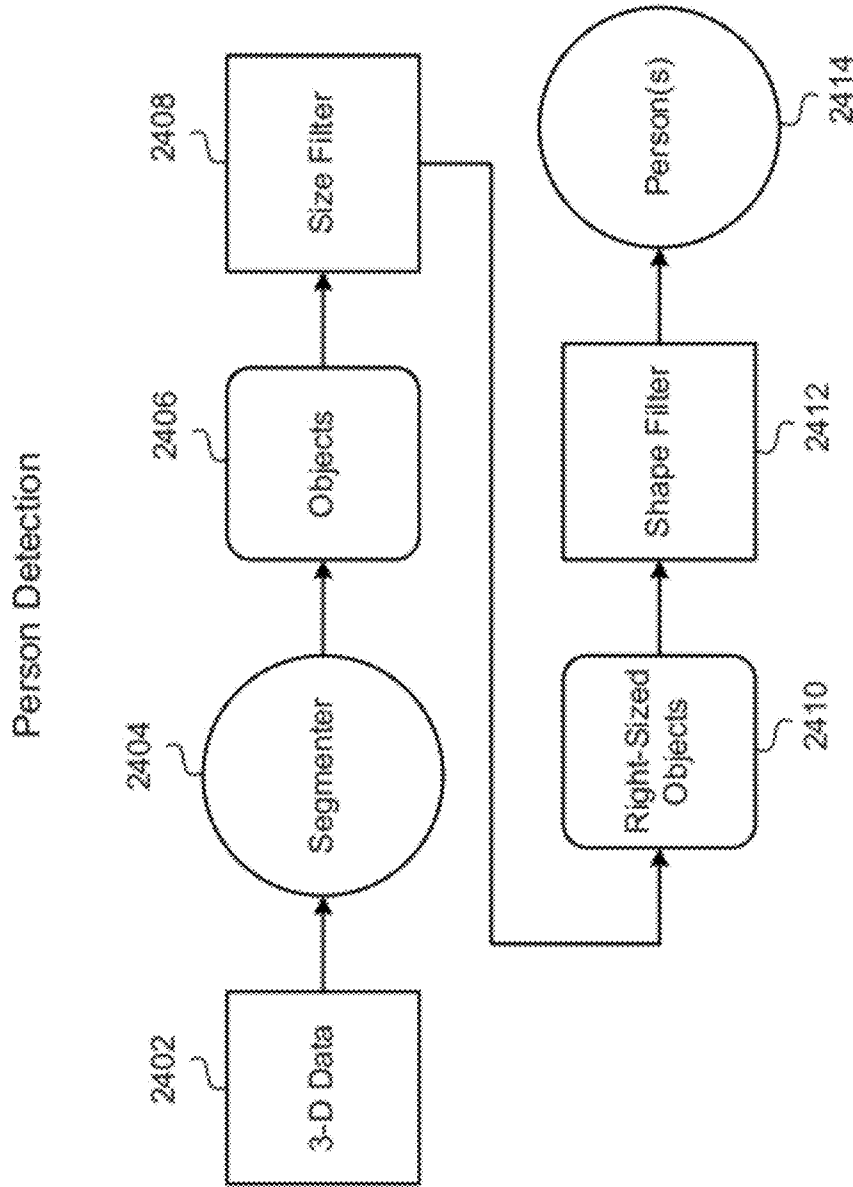 Person Detection
2402
3-D Data
2404
Segmenter
2406
Objects
2408
Size Filter
2410
Right-Sized
Objects
2412
Shape Filter
2414
Person(s)